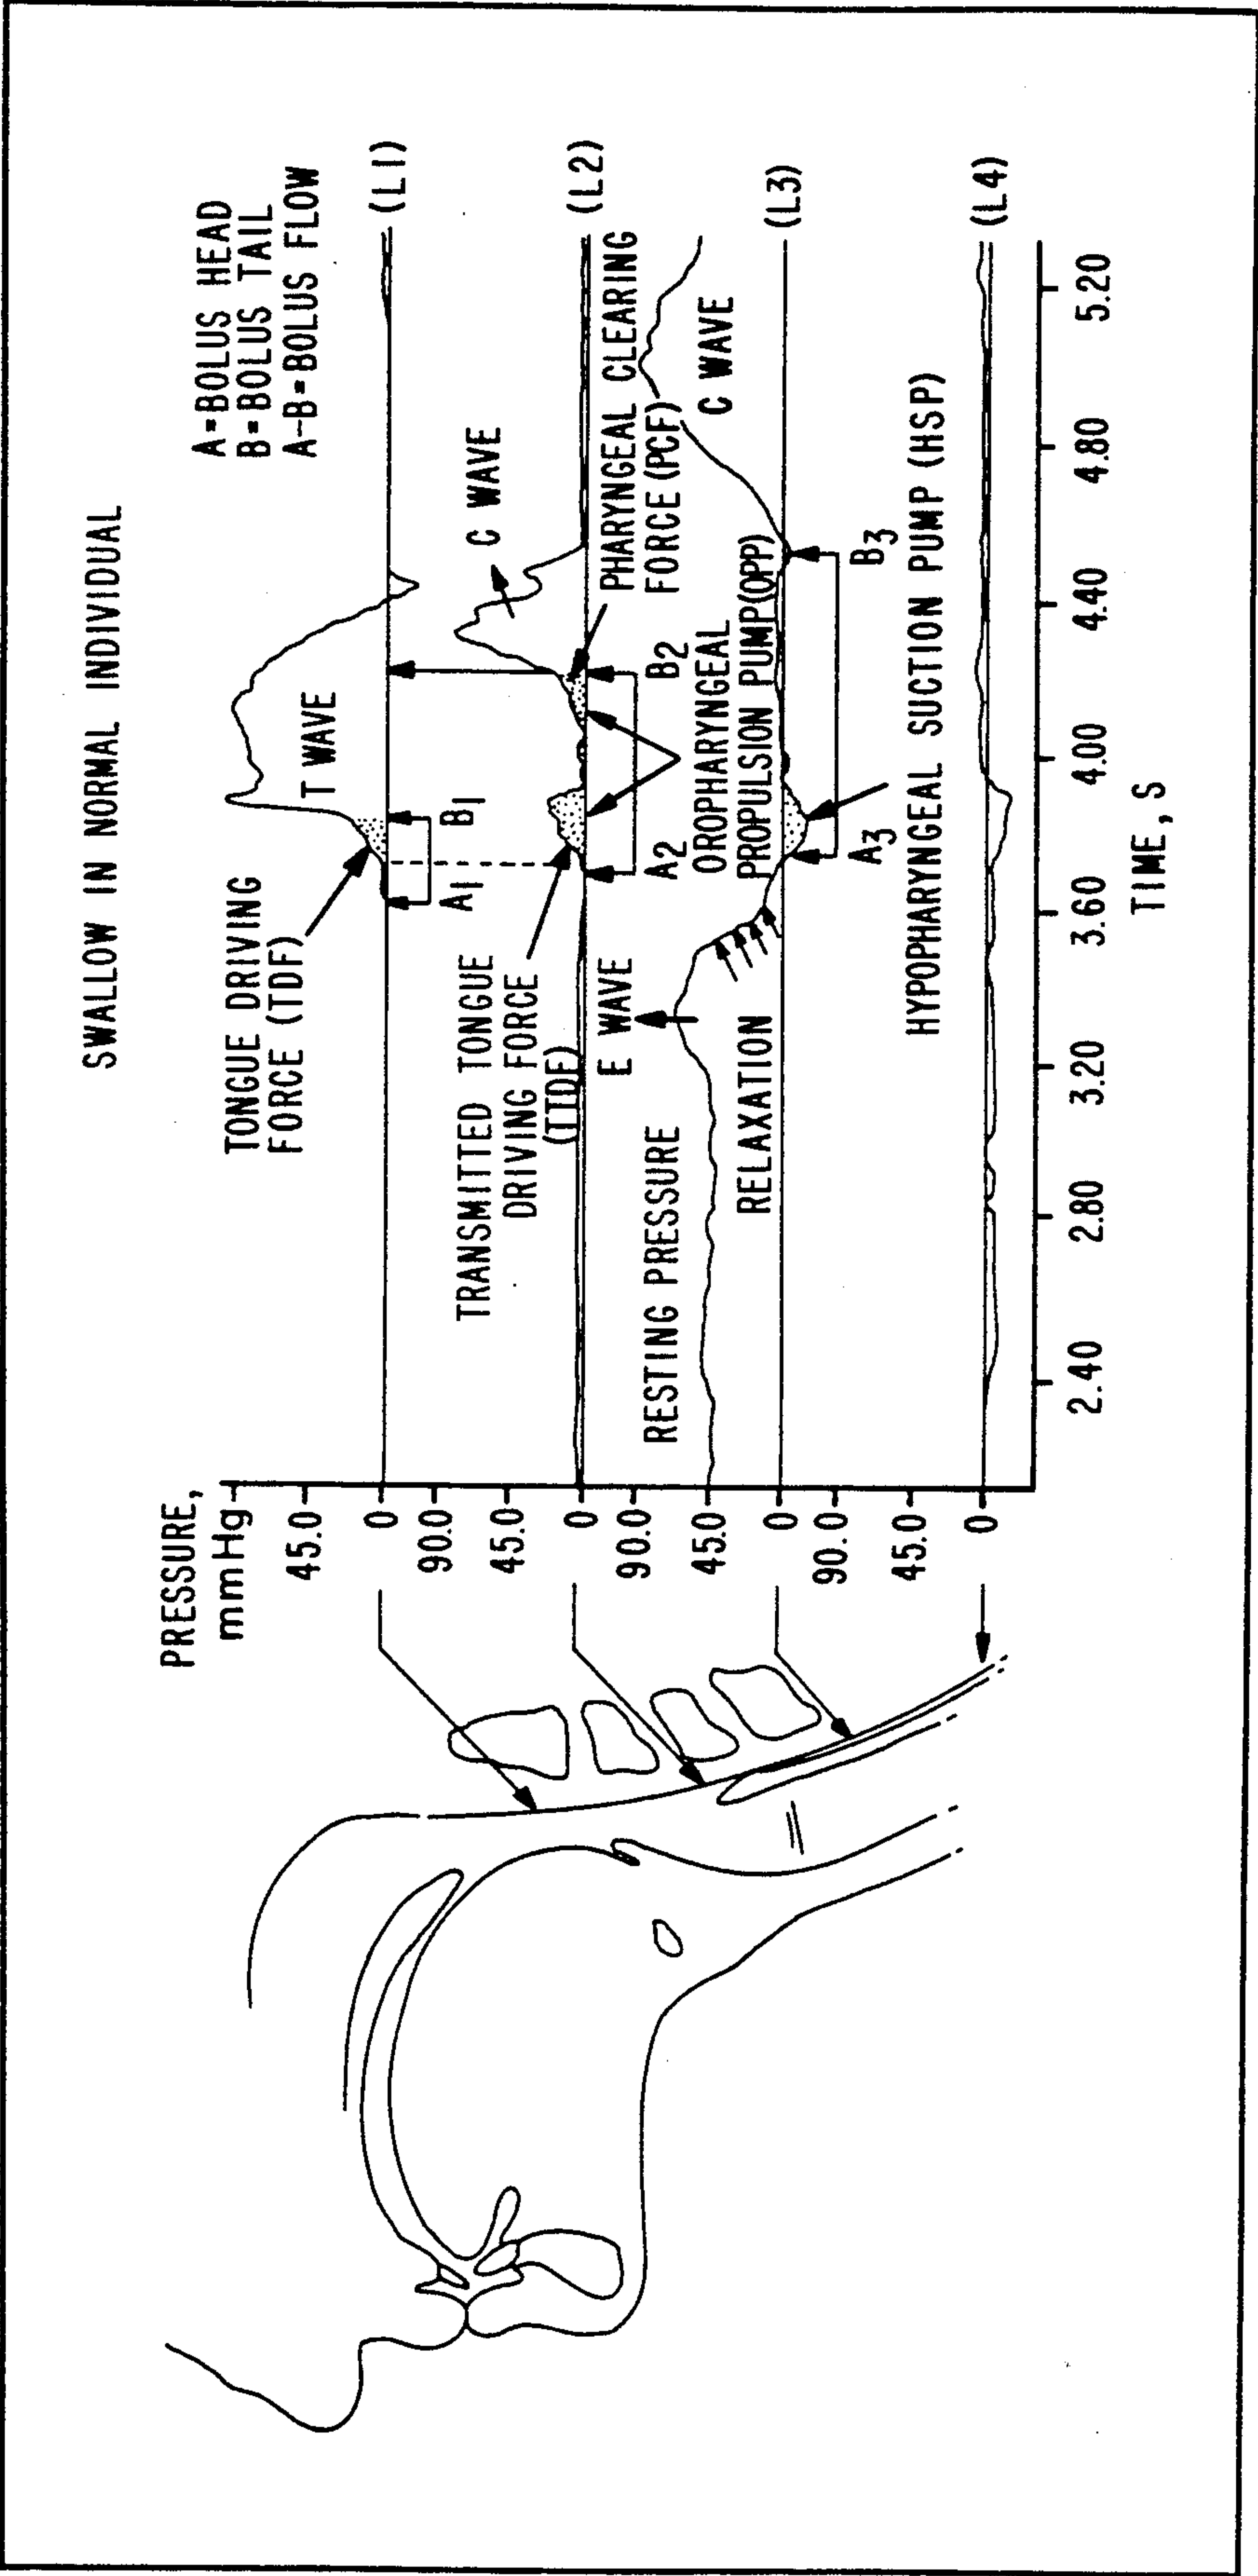 SWALLOW IN NORMAL INDIVIDUAL
A=BOLUS HEAD
B=BOLUS TAIL
A-B=BOLUS FLOW
PRESSURE,
mmHg
45.0
0
90.0
45.0
0
90.0
45.0
0
90.0
45.0
0
TONGUE DRIVING
FORCE (TDF)
T WAVE
A1
B1
(L1)
TRANSMITTED TONGUE
DRIVING FORCE
(TTDF)
C WAVE
(L2)
A2
B2
PHARYNGEAL CLEARING
FORCE (PCF)
OROPHARYNGEAL
PROPULSION PUMP(OPP)
E WAVE
RESTING PRESSURE
RELAXATION
C WAVE
(L3)
A3
B3
HYPOPHARYNGEAL SUCTION PUMP (HSP)
(L4)
2.40
2.80
3.20
3.60
4.00
4.40
4.80
5.20
TIME, S